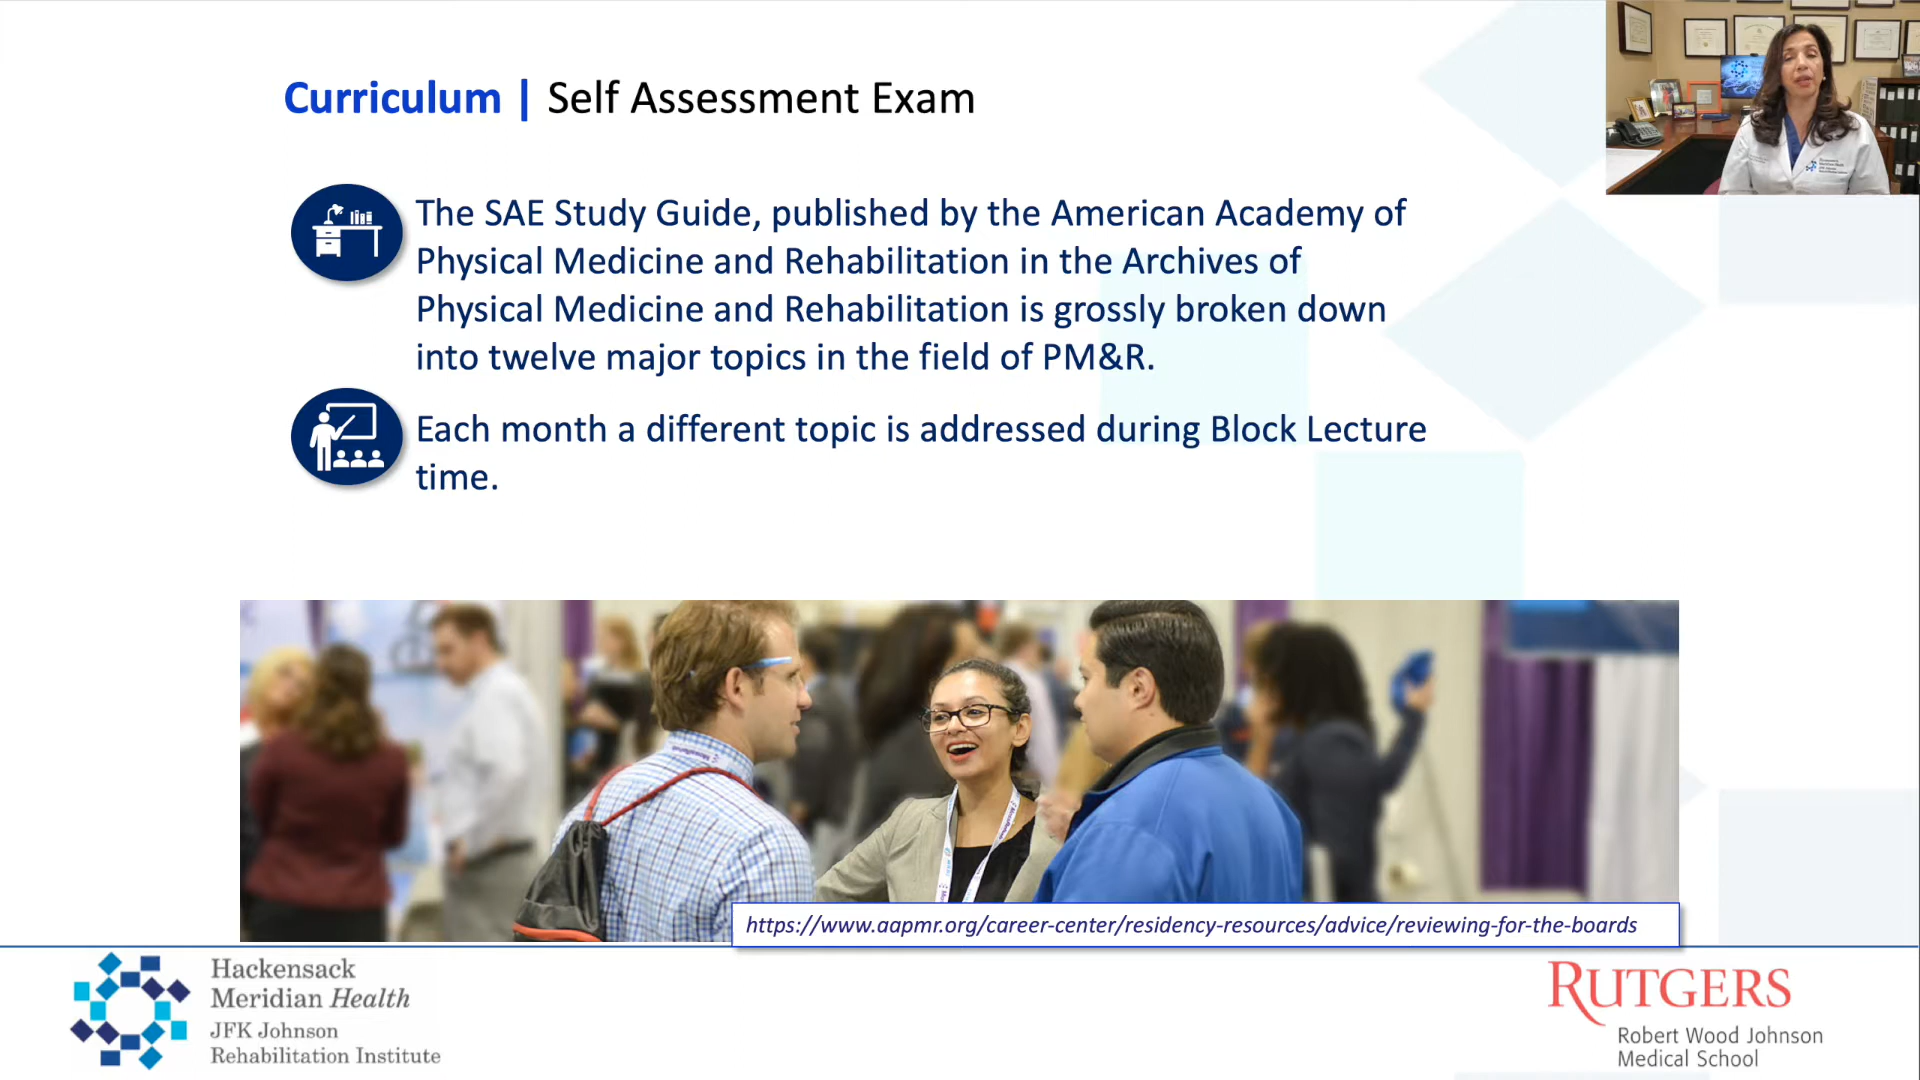 Curriculum | Self Assessment Exam
The SAE Study Guide, published by the American Academy of
Physical Medicine and Rehabilitation in the Archives of
Physical Medicine and Rehabilitation is grossly broken down
into twelve major topics in the field of PM&R.
Each month a different topic is addressed during Block Lecture
time.
https://www.aapmr.org/career-center/residency-resources/advice/reviewing-for-the-boards
Hackensack
Meridian Health
JFK Johnson
Rehabilitation Institute
RUTGERS
Robert Wood Johnson
Medical School